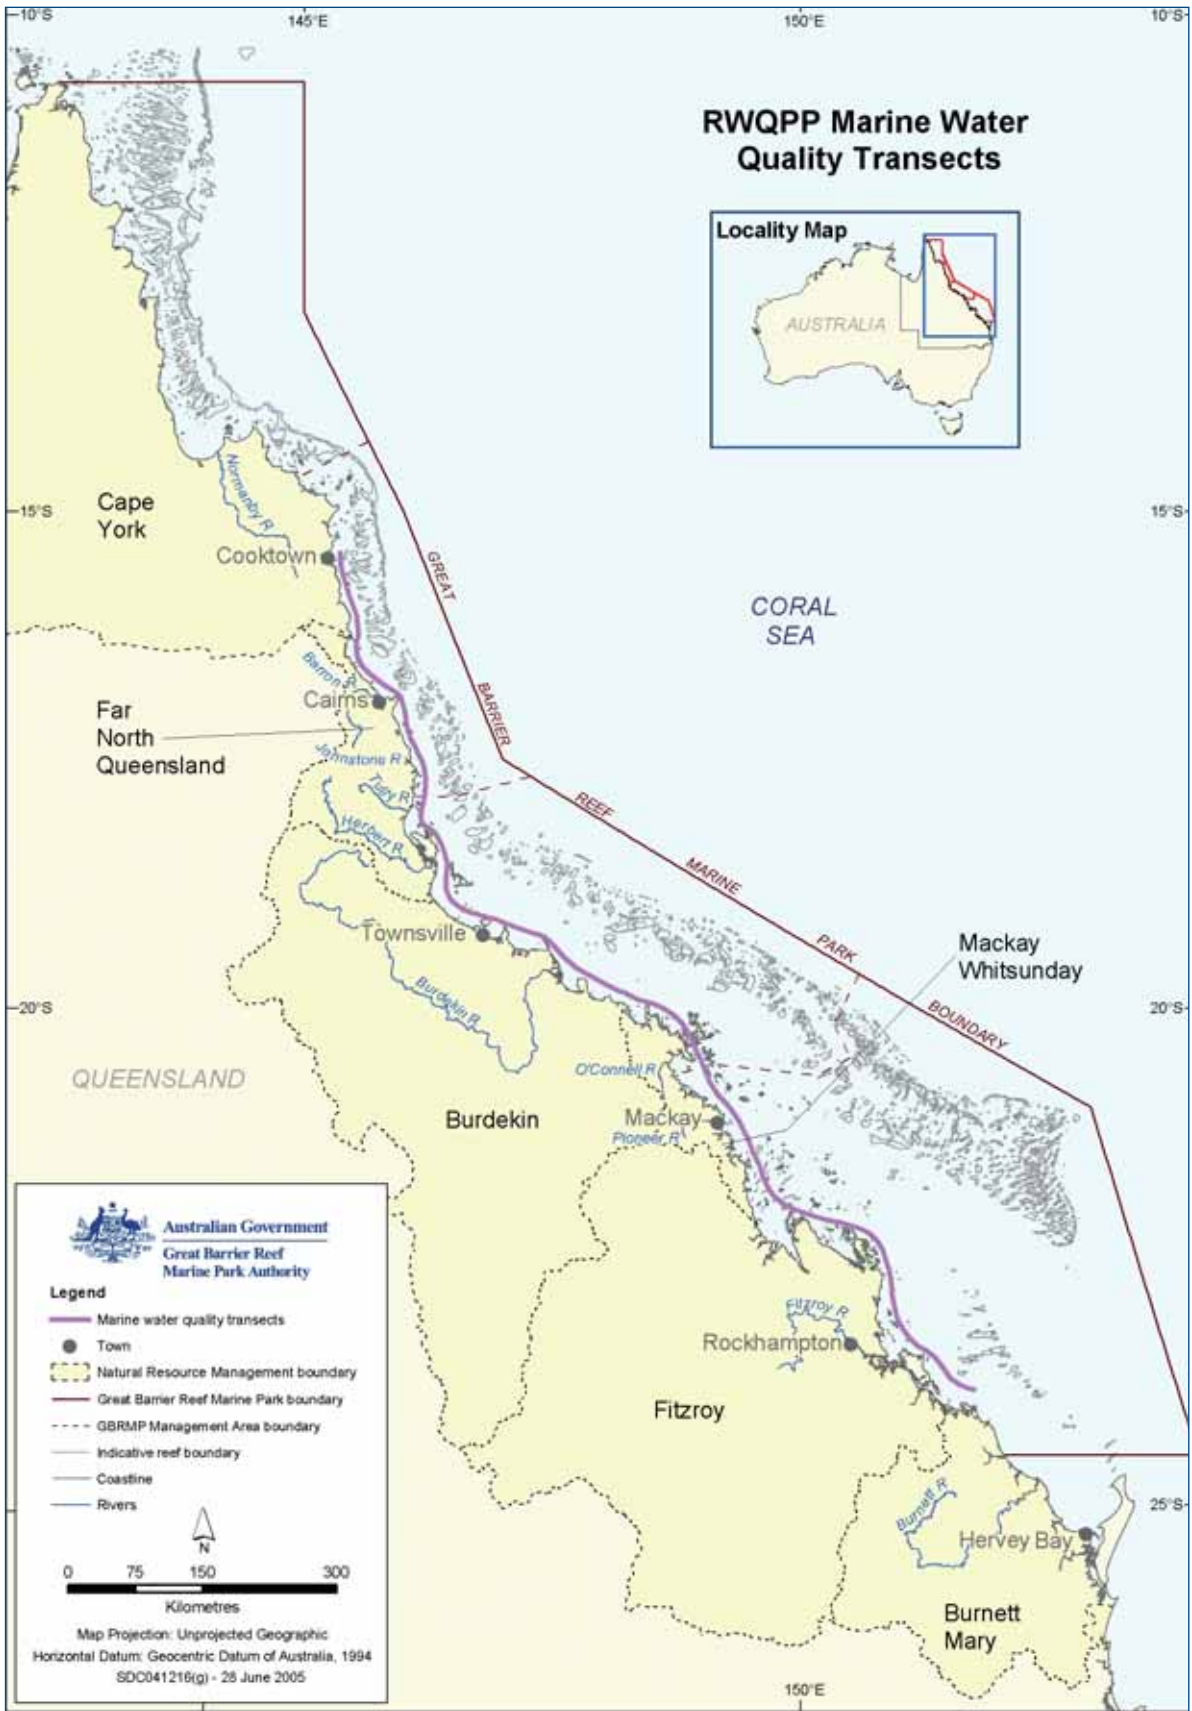 10°S
145°E
150°E
10°S
RWQPP Marine Water
Quality Transects
Locality Map
AUSTRALIA
Normanby R
Cape
York
15°S
15°S
Cooktown
GREAT
CORAL
SEA
Barron R
Cairns
BARRIER
Far
North
Queensland
Johnstone R
Tully R
REEF
Herbert R
MARINE
Townsville
PARK
Mackay
Whitsunday
Burdekin R
20°S
BOUNDARY
20°S
QUEENSLAND
O'Connell R
Burdekin
Mackay
Pioneer R
Australian Government
Great Barrier Reef
Marine Park Authority
Legend
Marine water quality transects
Town
Natural Resource Management boundary
Great Barrier Reef Marine Park boundary
GBRMP Management Area boundary
Indicative reef boundary
Coastline
Rivers
N
0 75 150 300
Kilometres
Map Projection: Unprojected Geographic
Horizontal Datum: Geocentric Datum of Australia, 1994
SDC041216(g) - 28 June 2005
Fitzroy R
Rockhampton
Fitzroy
Burnett R
25°S
Hervey Bay
Burnett
Mary
150°E